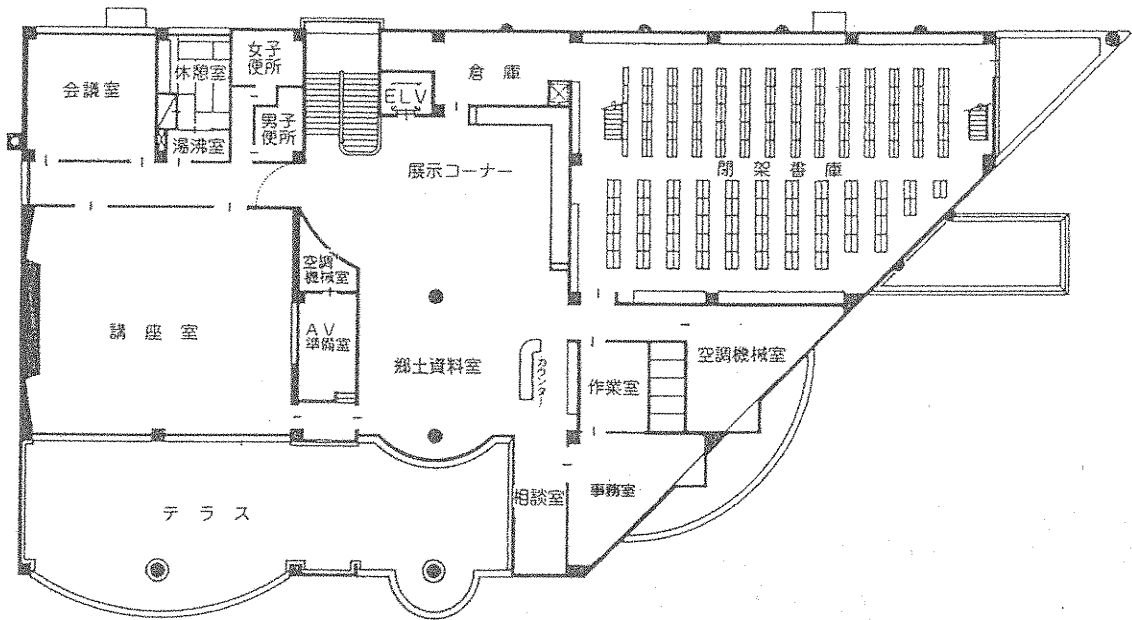 女子
便所
休憩室
倉庫
会議室
ELV
男子
便所
湯沸室
展示コーナー
閉架書庫
空調
機械室
AV
準備室
講座室
郷土資料室
カウンター
空調機械室
作業室
相談室
事務室
テラス